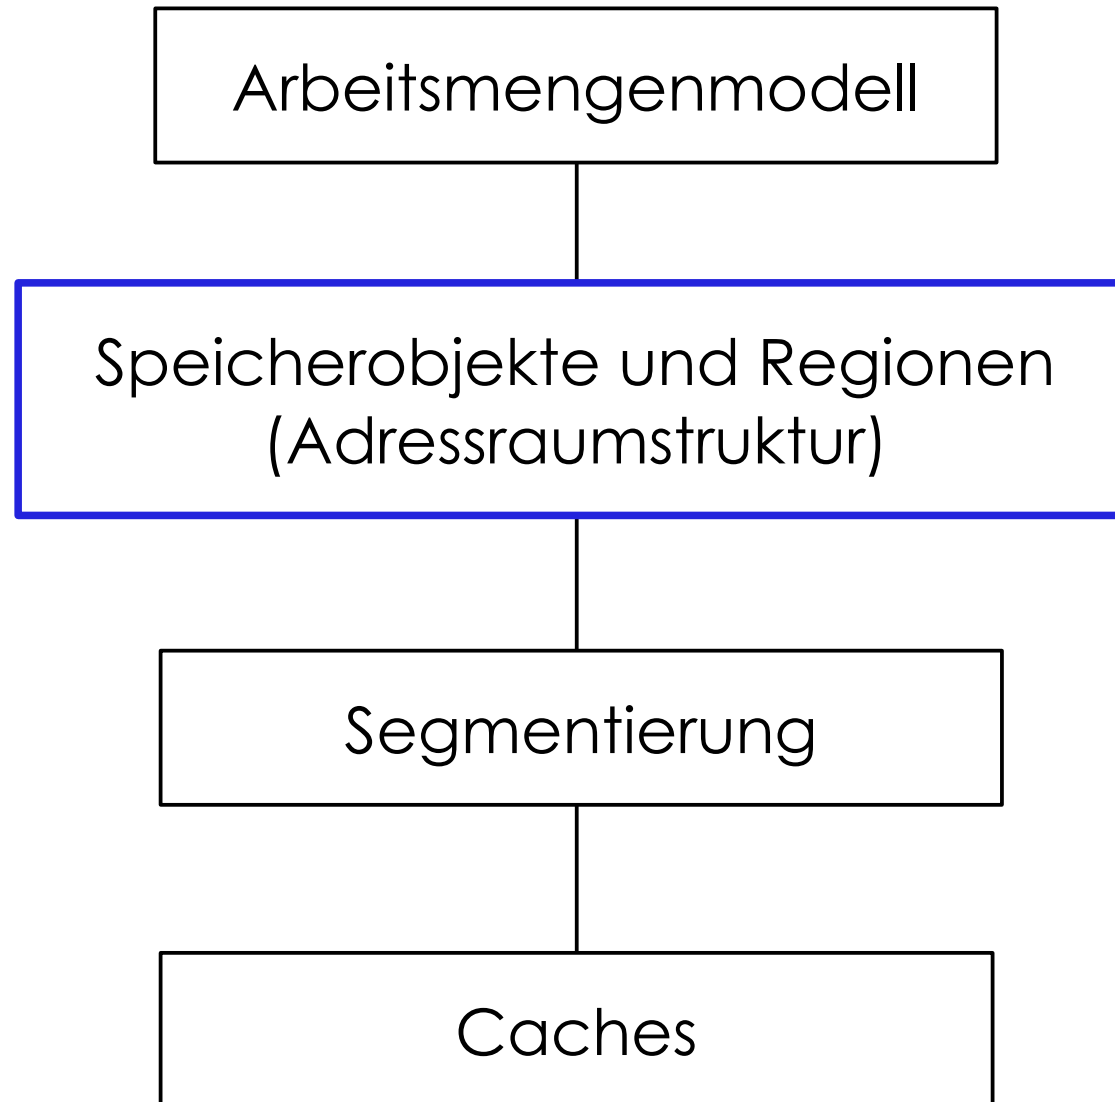 Arbeitsmengenmodell
Speicherobjekte und Regionen
(Adressraumstruktur)
Segmentierung
Caches